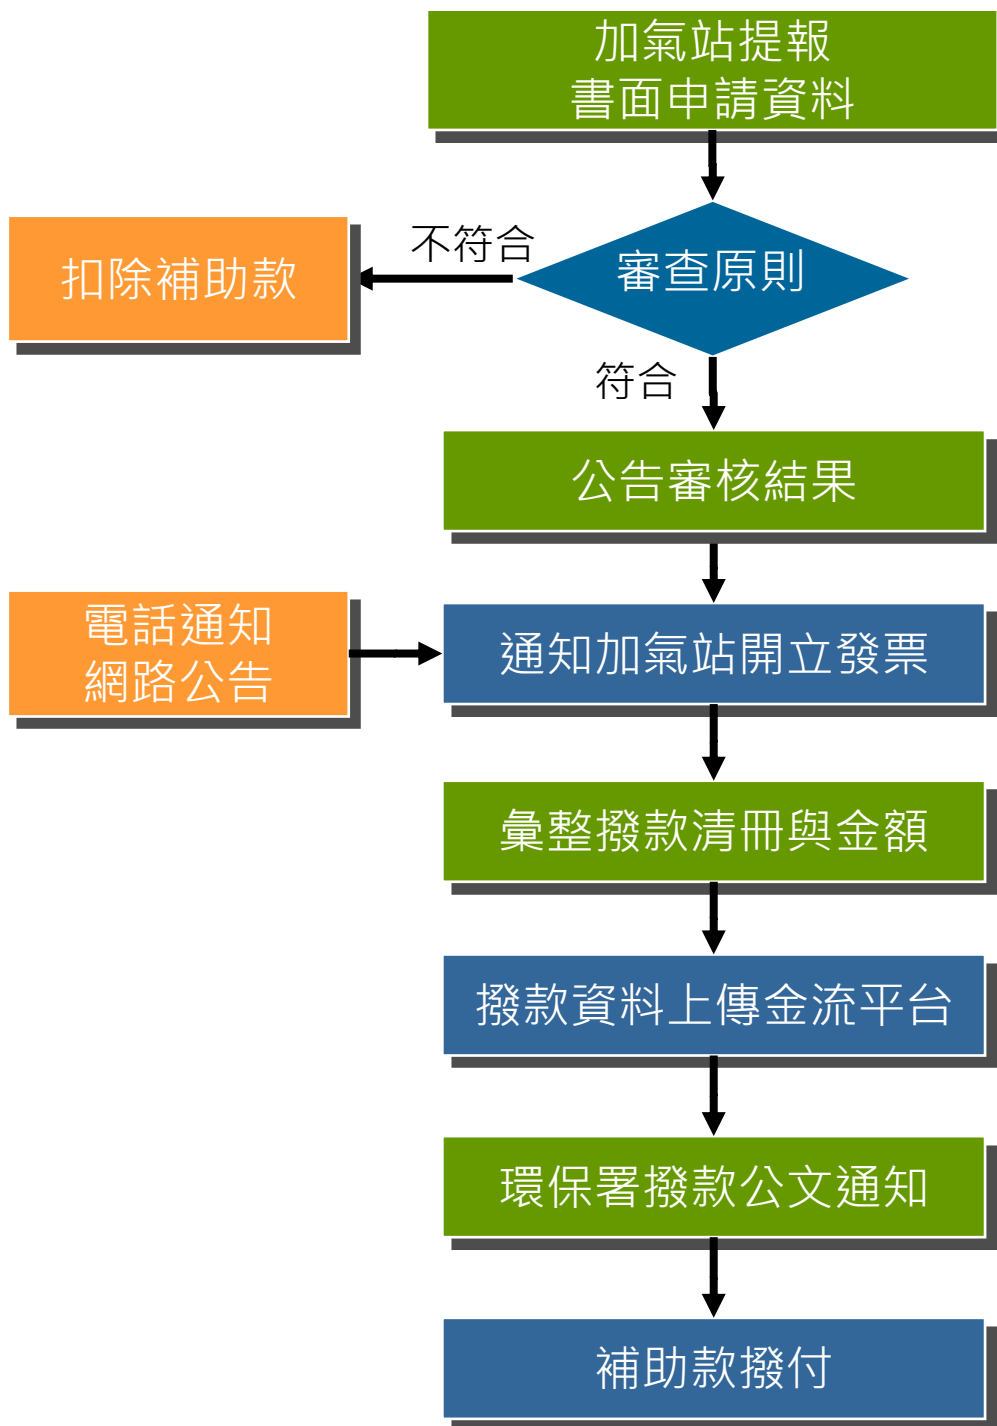 加氣站提報
書面申請資料
審查原則
不符合
扣除補助款
符合
公告審核結果
電話通知
網路公告
通知加氣站開立發票
彙整撥款清冊與金額
撥款資料上傳金流平台
環保署撥款公文通知
補助款撥付